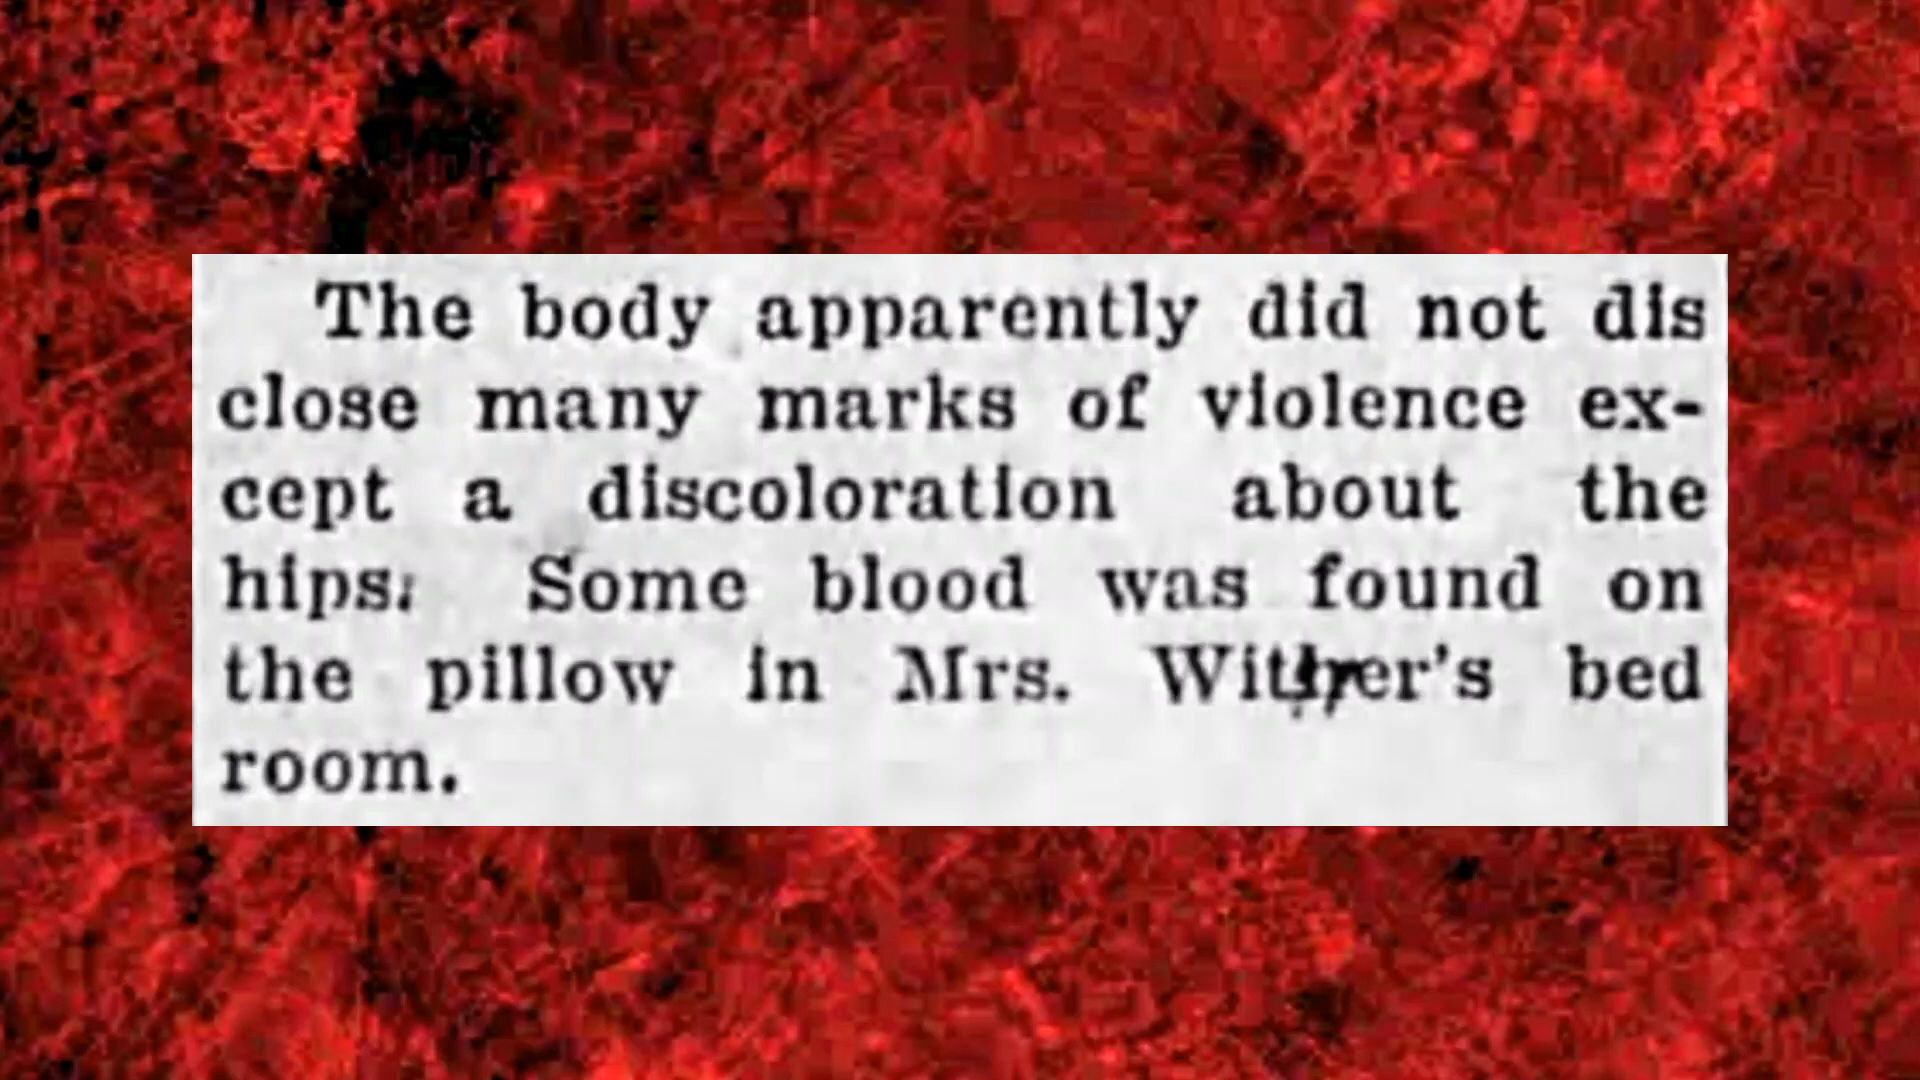 The body apparently did not dis
close many marks of violence ex-
cept a discoloration about the
hips. Some blood was found on
the pillow in Mrs. bed
room.